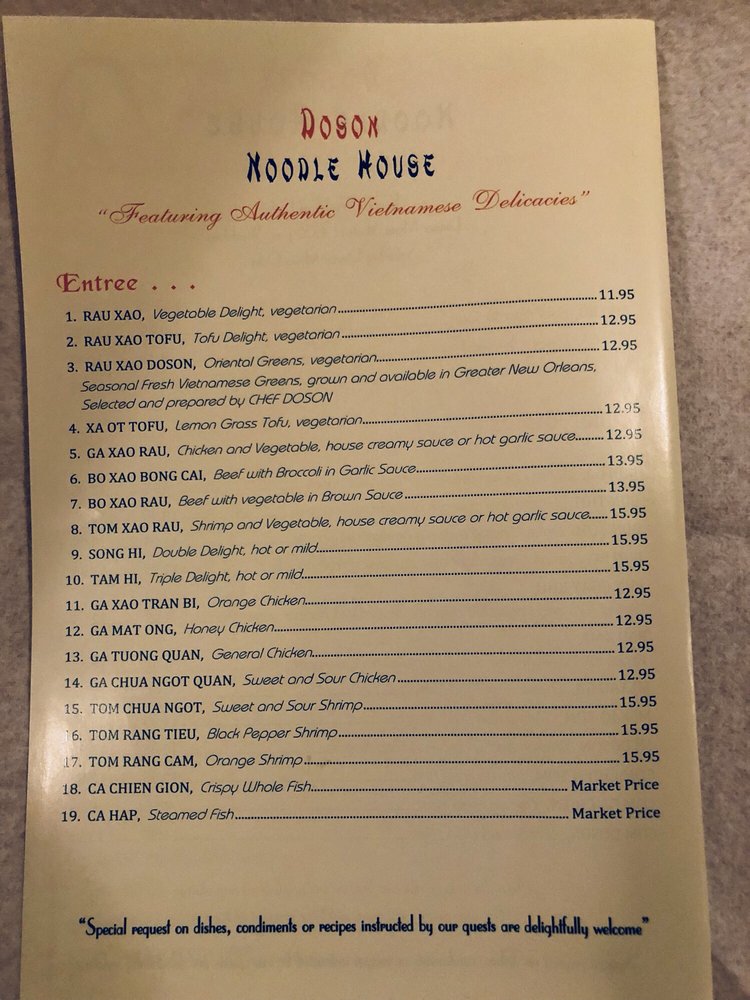 DOSON
NOODLE HOUSE
"Featuring Authentic Vietnamese Delicacies"
Entree . . .
1. RAU XAO, Vegetable Delight, vegetarian 11.95
2. RAU XAO TOFU, Tofu Delight, vegetarian 12.95
3. RAU XAO DOSON, Oriental Greens, vegetarian 12.95
Seasonal Fresh Vietnamese Greens, grown and available in Greater New Orleans,
Selected and prepared by CHEF DOSON
4. XA OT TOFU, Lemon Grass Tofu, vegetarian 12.95
5. GA XAO RAU, Chicken and Vegetable, house creamy sauce or hot garlic sauce 12.95
6. BO XAO BONG CAI, Beef with Broccoli in Garlic Sauce 13.95
7. BO XAO RAU, Beef with vegetable in Brown Sauce 13.95
8. TOM XAO RAU, Shrimp and Vegetable, house creamy sauce or hot garlic sauce 15.95
9. SONG HI, Double Delight, hot or mild 15.95
10. TAM HI, Triple Delight, hot or mild 15.95
11. GA XAO TRAN BI, Orange Chicken 12.95
12. GA MAT ONG, Honey Chicken 12.95
13. GA TUONG QUAN, General Chicken 12.95
14. GA CHUA NGOT QUAN, Sweet and Sour Chicken 12.95
15. TOM CHUA NGOT, Sweet and Sour Shrimp 15.95
16. TOM RANG TIEU, Black Pepper Shrimp 15.95
17. TOM RANG CAM, Orange Shrimp 15.95
18. CA CHIEN GION, Crispy Whole Fish Market Price
19. CA HAP, Steamed Fish Market Price
"Special request on dishes, condiments or recipes instructed by our quests are delightfully welcome"